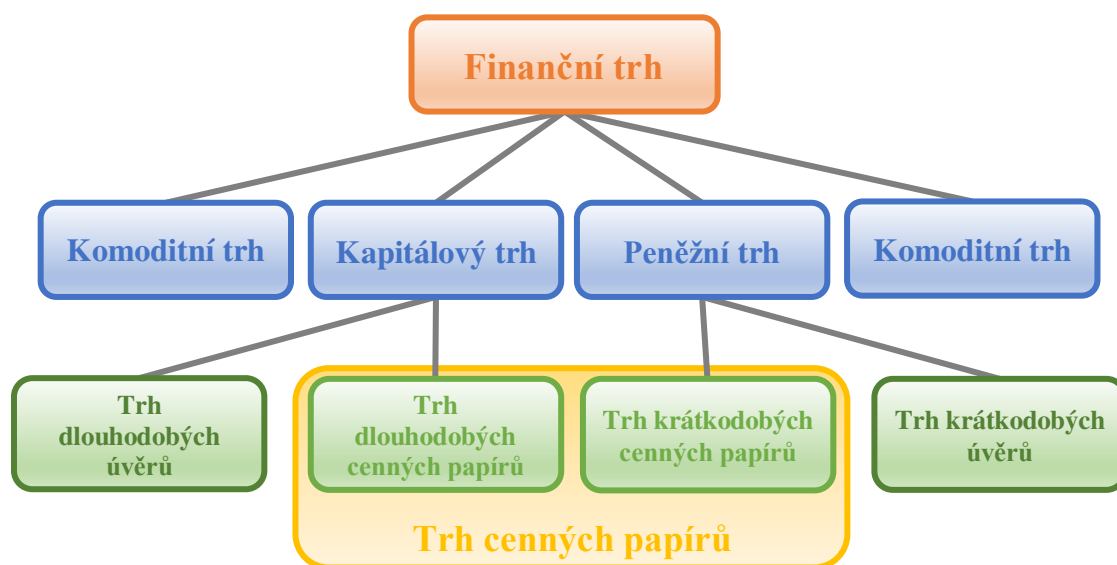 Finanční trh
Komoditní trh
Kapitálový trh
Peněžní trh
Komoditní trh
Trh
dlouhodobých
úvěrů
Trh
dlouhodobých
cenných papírů
Trh krátkodobých
cenných papírů
Trh krátkodobých
úvěrů
Trh cenných papírů